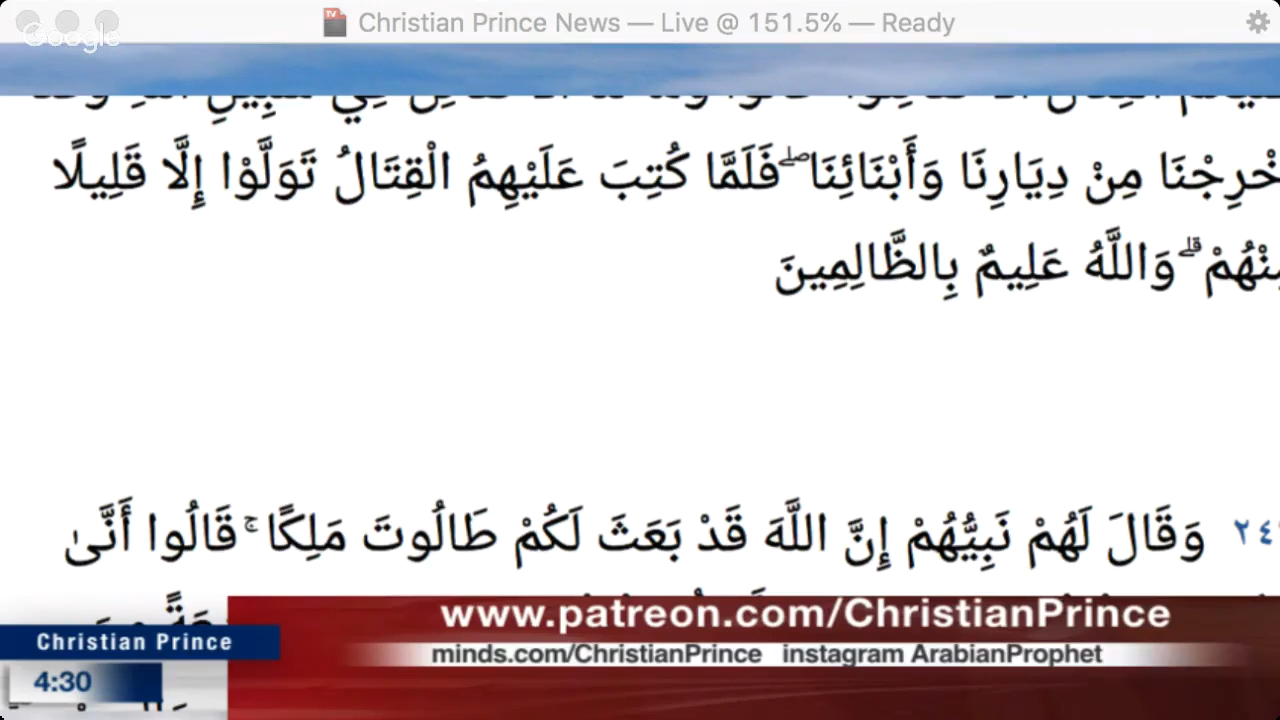 Christian Prince News — Live @ 151.5% — Ready
Google
خْرِجْنَا مِنْ دِيَارِنَا وَأَبْنَائِنَا ۖ فَلَمَّا كُتِبَ عَلَيْهِمُ الْقِتَالُ تَوَلَّوْا إِلَّا قَلِيلًا
مِنْهُمْ ۗ وَاللَّهُ عَلِيمٌ بِالظَّالِمِينَ
وَقَالَ لَهُمْ نَبِيُّهُمْ إِنَّ اللَّهَ قَدْ بَعَثَ لَكُمْ طَالُوتَ مَلِكًا ۚ قَالُوا أَنَّىٰ
www.patreon.com/ChristianPrince
Christian Prince
minds.com/ChristianPrince instagram ArabianProphet
4:30